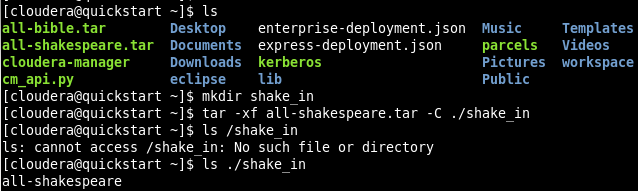 [cloudera@quickstart ~]$ ls
all-bible.tar Desktop enterprise-deployment.json Music Templates
all-shakespeare.tar Documents express-deployment.json parcels Videos
cloudera-manager Downloads kerberos Pictures workspace
cm_api.py eclipse lib Public
[cloudera@quickstart ~]$ mkdir shake_in
[cloudera@quickstart ~]$ tar -xf all-shakespeare.tar -C ./shake_in
[cloudera@quickstart ~]$ ls /shake_in
ls: cannot access /shake_in: No such file or directory
[cloudera@quickstart ~]$ ls ./shake_in
all-shakespeare